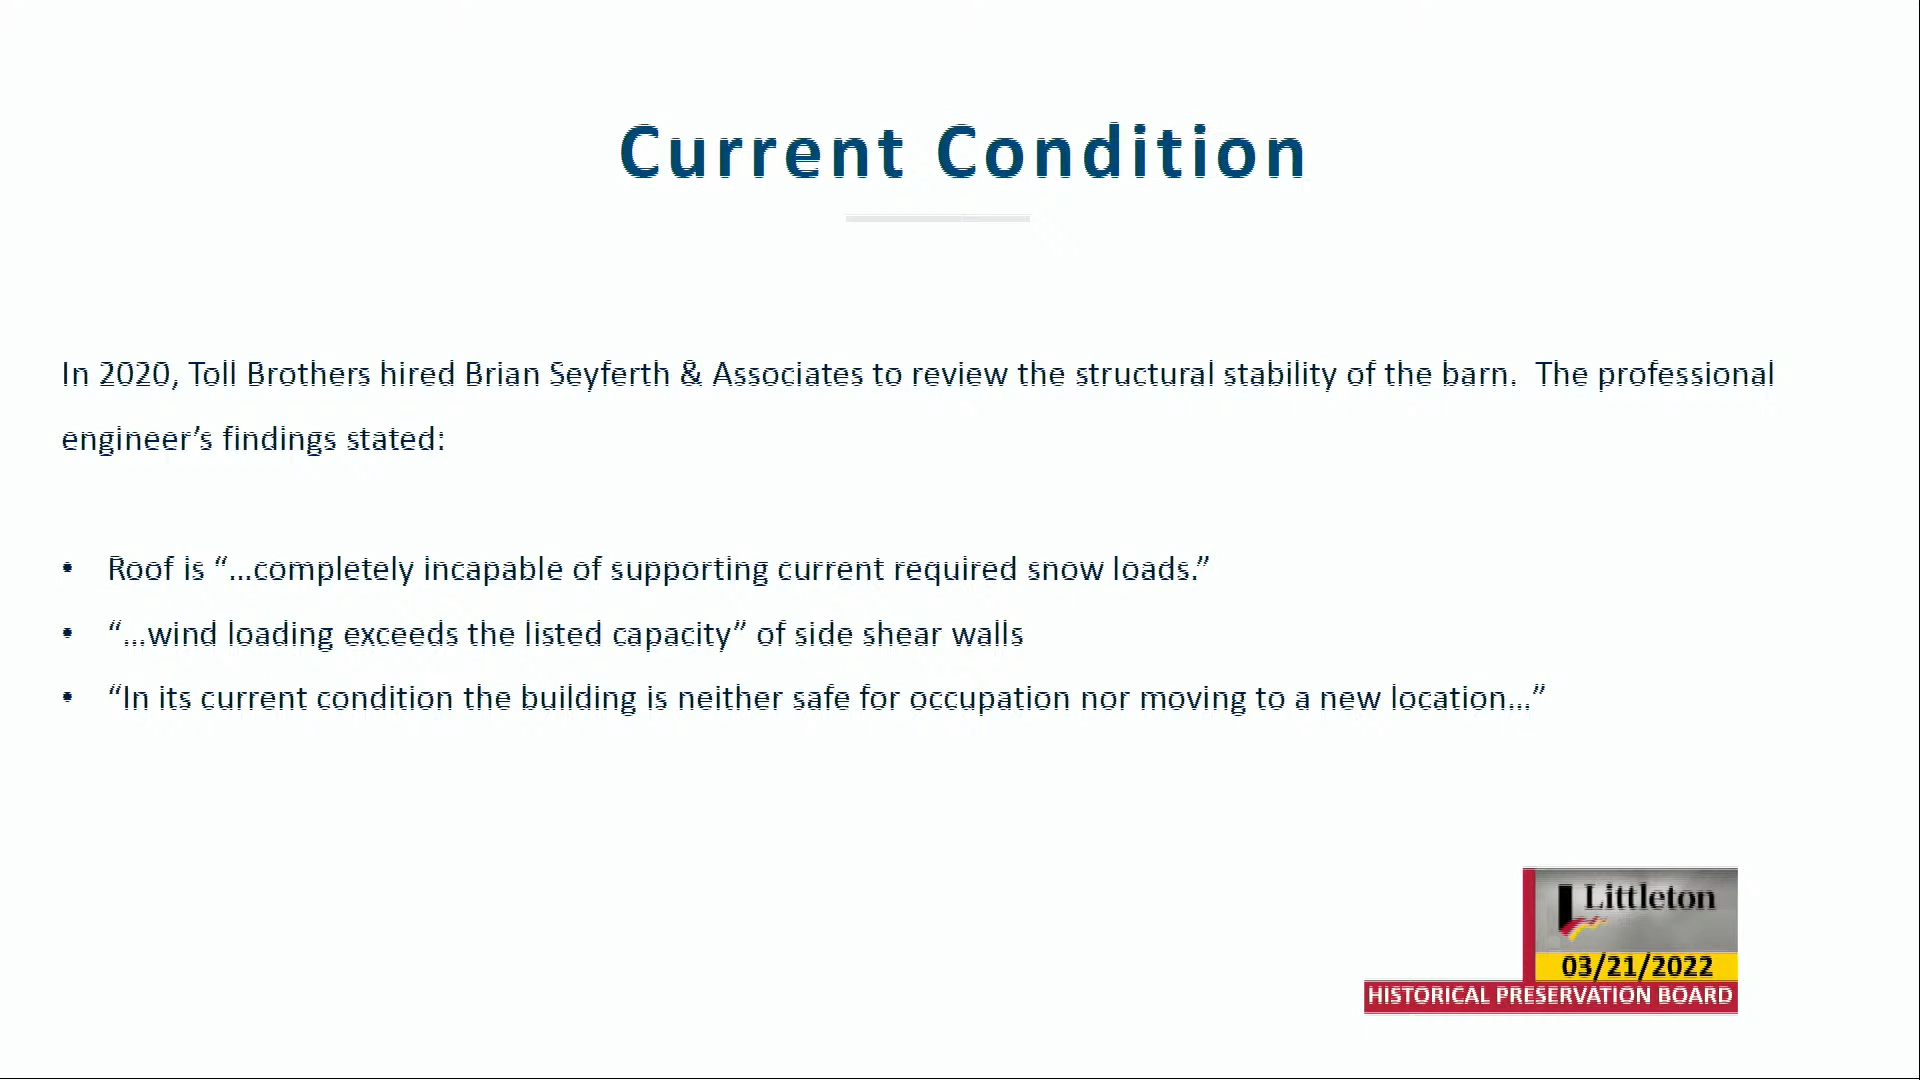 Current Condition
In 2020, Toll Brothers hired Brian Seyferth & Associates to review the structural stability of the barn.  The professional
engineer’s findings stated:
• Roof is “...completely incapable of supporting current required snow loads.”
• “...wind loading exceeds the listed capacity” of side shear walls
• “In its current condition the building is neither safe for occupation nor moving to a new location...”
Littleton
03/21/2022
HISTORICAL PRESERVATION BOARD